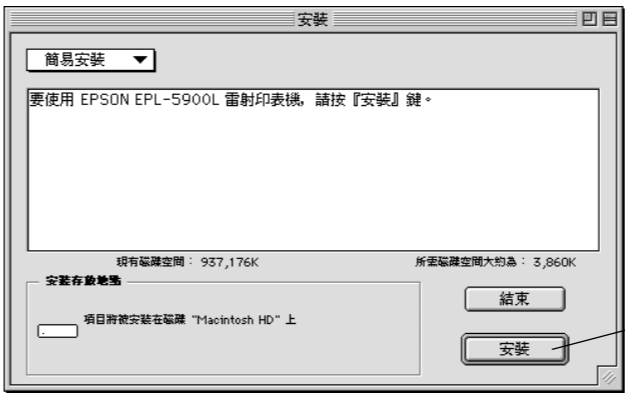 安裝
簡易安裝
要使用 EPSON EPL-5900L 雷射印表機，請按『安裝』鍵。
現有磁碟空間：937,176K
所需磁碟空間大約為：3,860K
安裝存放地點
項目將被安裝在磁碟 "Macintosh HD" 上
結束
安裝